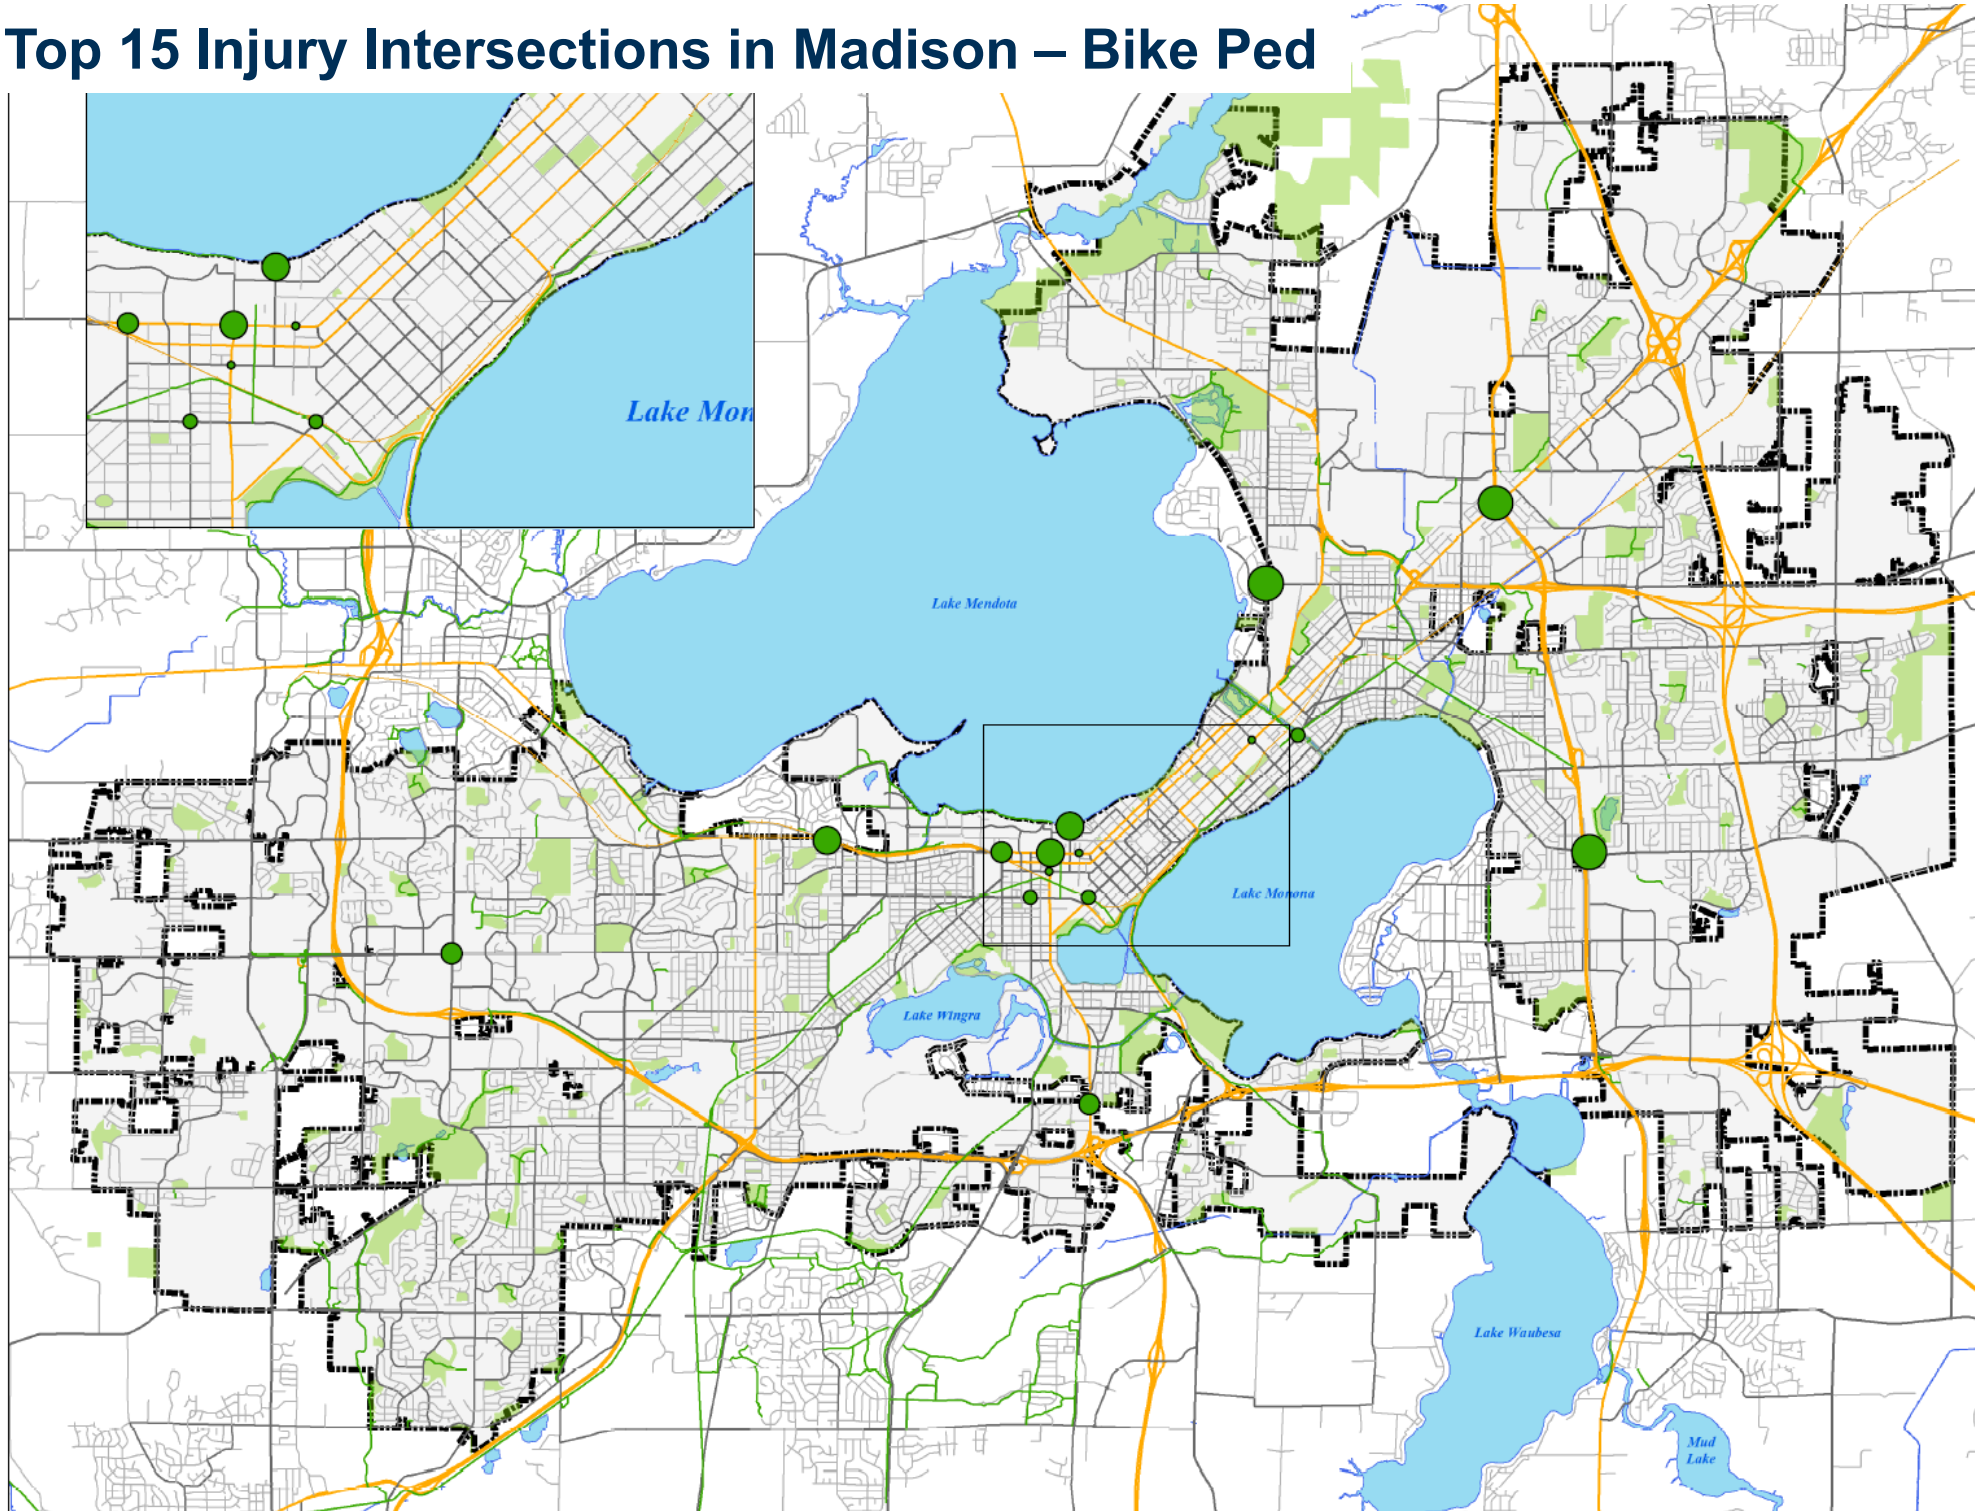 Top 15 Injury Intersections in Madison – Bike Ped
Lake Mon
Lake Mendota
Lake Monona
Lake Wingra
Lake Waubesa
Mud
Lake